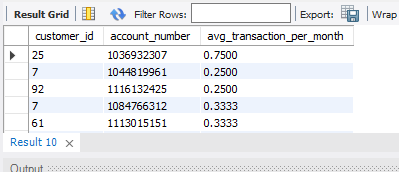 Result Grid Filter Rows: Export: Wrap
customer_id account_number avg_transaction_per_month
25 1036932307 0.7500
7 1044819961 0.2500
92 1116132425 0.2500
7 1084766312 0.3333
61 1113015151 0.3333
Result 10 ×
Output